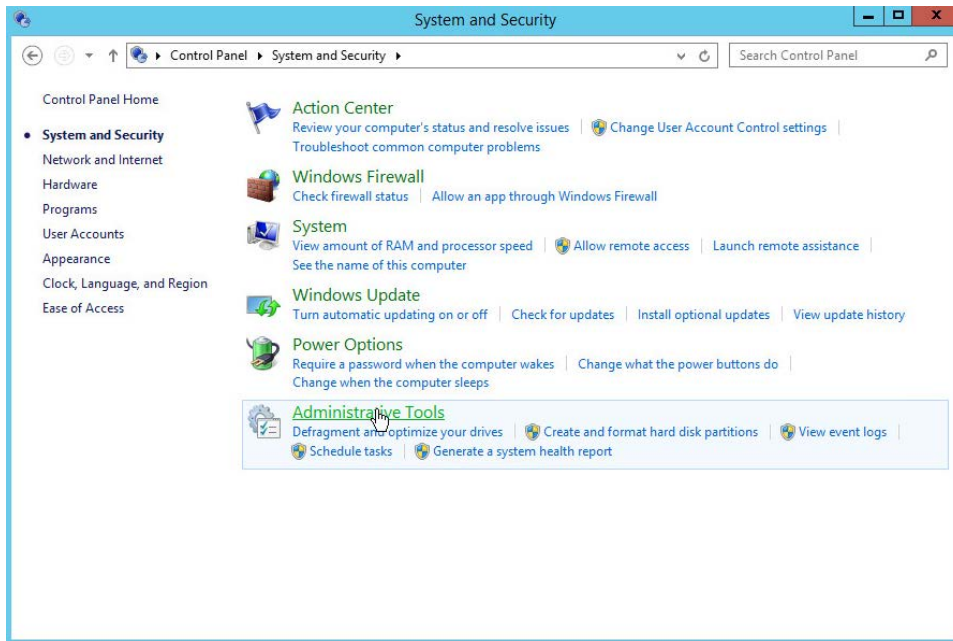 System and Security
Control Panel System and Security
Search Control Panel
Control Panel Home
System and Security
Network and Internet
Hardware
Programs
User Accounts
Appearance
Clock, Language, and Region
Ease of Access
Action Center
Review your computer's status and resolve issues Change User Account Control settings
Troubleshoot common computer problems
Windows Firewall
Check firewall status Allow an app through Windows Firewall
System
View amount of RAM and processor speed Allow remote access Launch remote assistance
See the name of this computer
Windows Update
Turn automatic updating on or off Check for updates Install optional updates View update history
Power Options
Require a password when the computer wakes Change what the power buttons do
Change when the computer sleeps
Administrative Tools
Defragment and optimize your drives Create and format hard disk partitions View event logs
Schedule tasks Generate a system health report